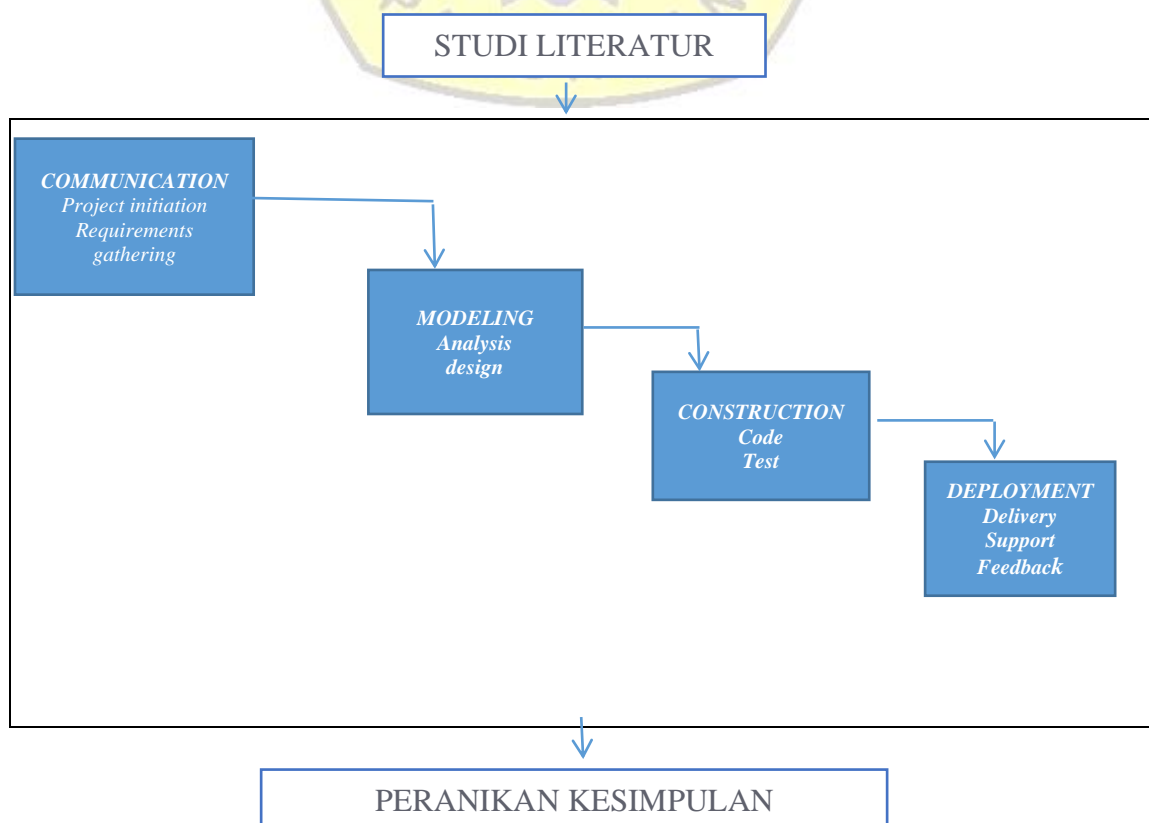 STUDI LITERATUR
COMMUNICATION
Project initiation
Requirements
gathering
MODELING
Analysis
design
CONSTRUCTION
Code
Test
DEPLOYMENT
Delivery
Support
Feedback
PERANIKAN KESIMPULAN